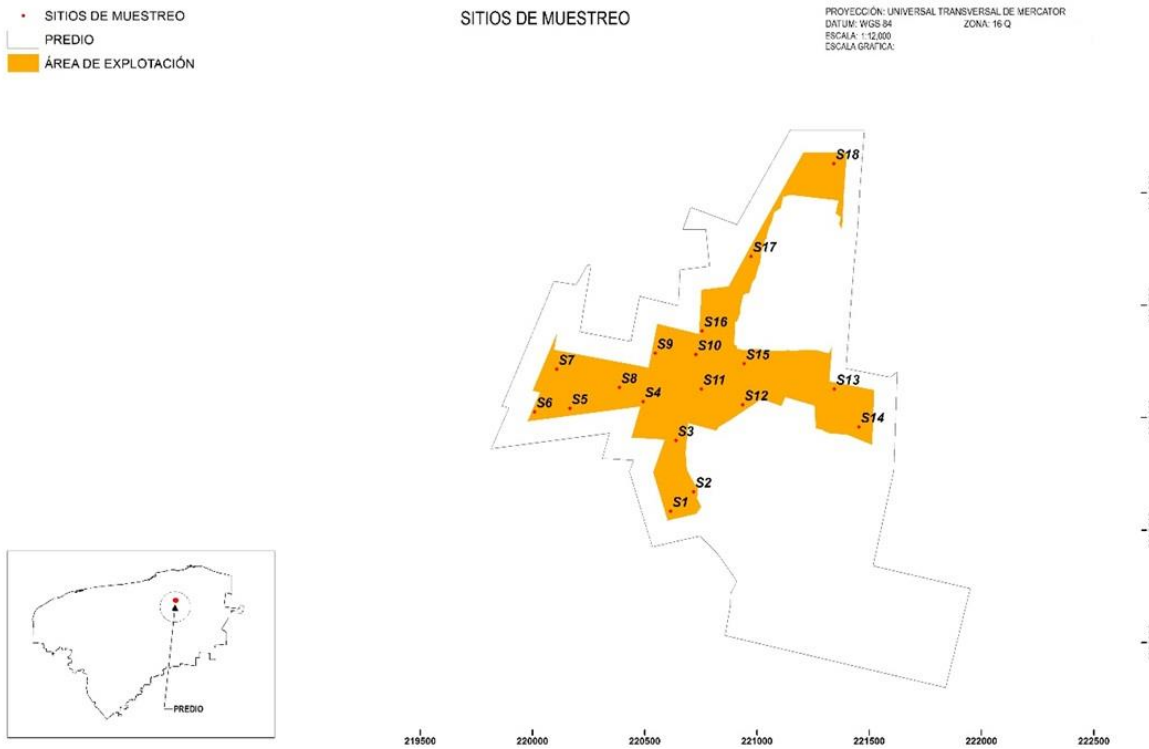 SITIOS DE MUESTREO
PREDIO
ÁREA DE EXPLOTACIÓN
SITIOS DE MUESTREO
PROYECCIÓN: UNIVERSAL TRANSVERSAL DE MERCATOR
DATUM: WGS 84 ZONA: 16 Q
ESCALA: 1:12,000
ESCALA GRAFICA:
S18
S17
S16
S9
S10
S15
S7
S8
S11
S13
S6
S5
S4
S12
S14
S3
S2
S1
PREDIO
219500 220000 220500 221000 221500 222000 222500